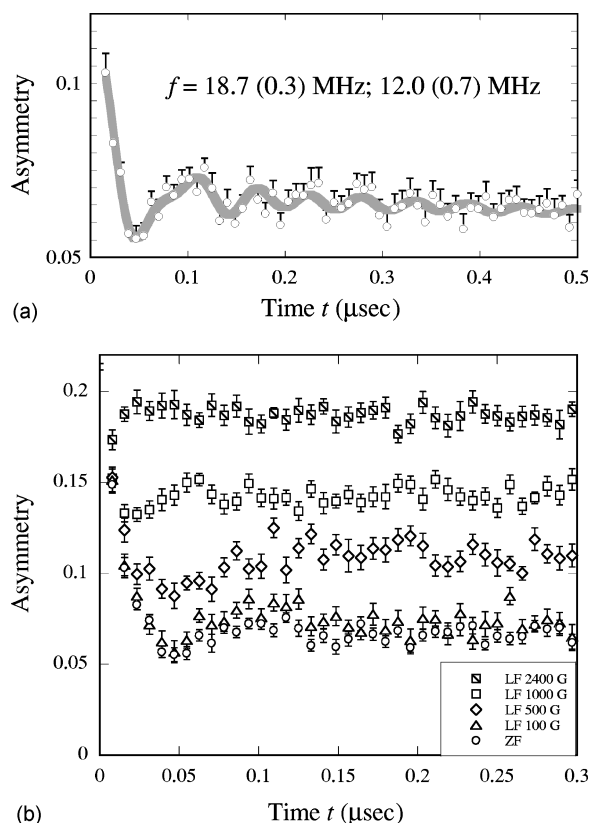 0.1
f = 18.7 (0.3) MHz; 12.0 (0.7) MHz
Asymmetry
0.05
0 0.1 0.2 0.3 0.4 0.5
Time t (μsec)
(a)
0.2
0.15
Asymmetry
0.1
0.05
LF 2400 G
LF 1000 G
LF 500 G
LF 100 G
ZF
0
0 0.05 0.1 0.15 0.2 0.25 0.3
Time t (μsec)
(b)